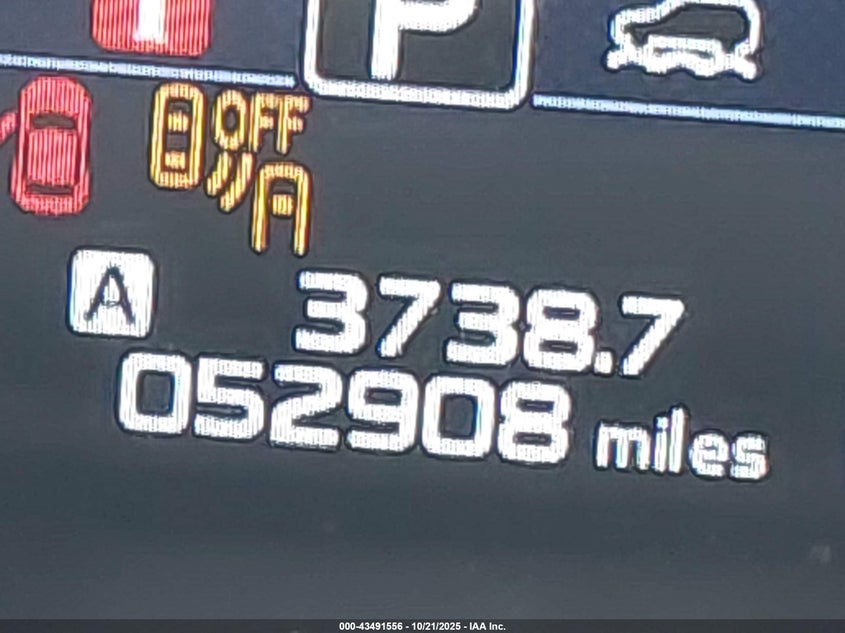 P
OFF
A
A 3738.7
052908 miles
000-43491556 - 10/21/2025 - IAA Inc.